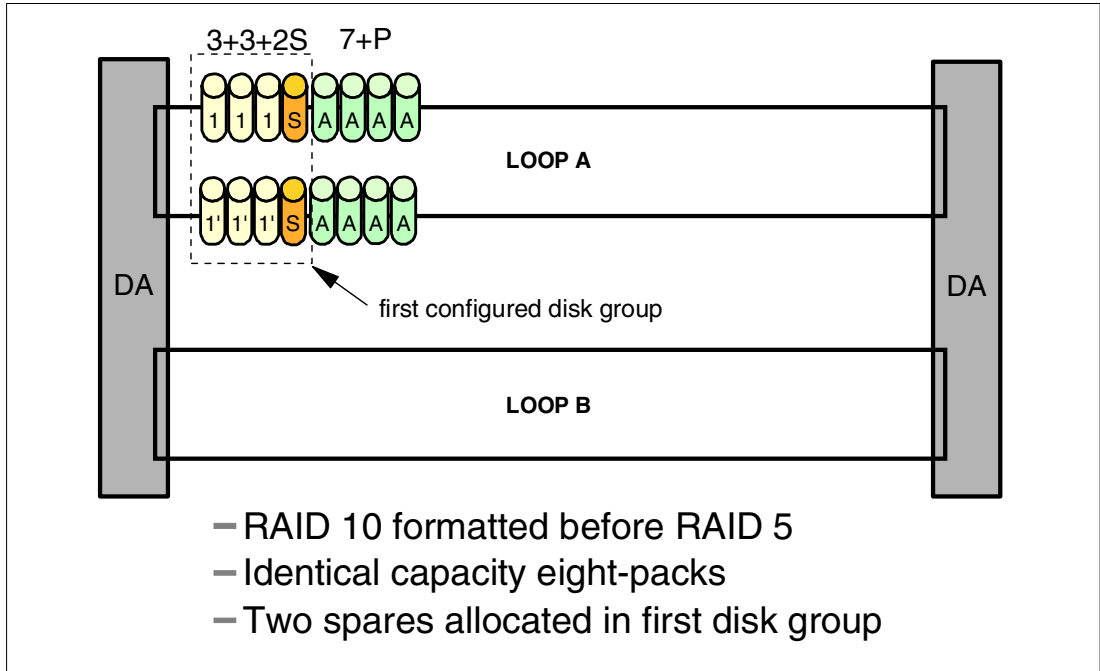 3+3+2S 7+P
1 1 1 S A A A A
LOOP A
1' 1' 1' S A A A A
DA DA
first configured disk group
LOOP B
– RAID 10 formatted before RAID 5
– Identical capacity eight-packs
– Two spares allocated in first disk group